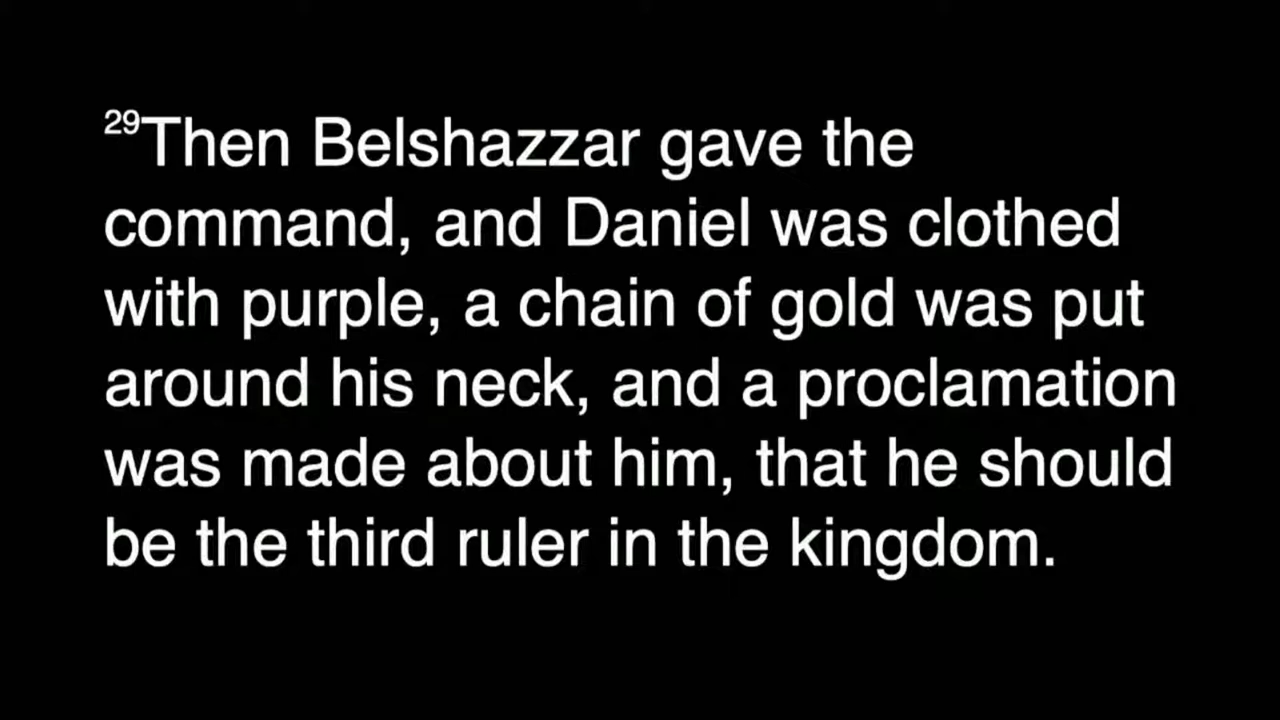 29Then Belshazzar gave the
command, and Daniel was clothed
with purple, a chain of gold was put
around his neck, and a proclamation
was made about him, that he should
be the third ruler in the kingdom.